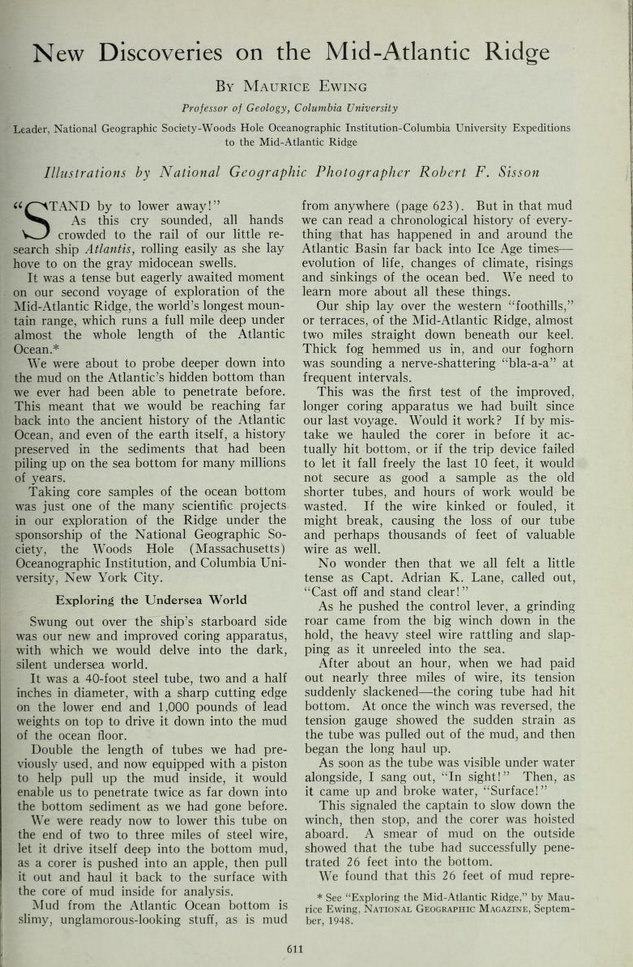 New Discoveries on the Mid-Atlantic Ridge
By Maurice Ewing
Professor of Geology, Columbia University
Leader, National Geographic Society-Woods Hole Oceanographic Institution-Columbia University Expeditions
to the Mid-Atlantic Ridge
Illustrations by National Geographic Photographer Robert F. Sisson
“STAND by to lower away!”
As this cry sounded, all hands
crowded to the rail of our little re-
search ship Atlantis, rolling easily as she lay
hove to on the gray midocean swells.
It was a tense but eagerly awaited moment
on our second voyage of exploration of the
Mid-Atlantic Ridge, the world's longest moun-
tain range, which runs a full mile deep under
almost the whole length of the Atlantic
Ocean.*
We were about to probe deeper down into
the mud on the Atlantic's hidden bottom than
we ever had been able to penetrate before.
This meant that we would be reaching far
back into the ancient history of the Atlantic
Ocean, and even of the earth itself, a history
preserved in the sediments that had been
piling up on the sea bottom for many millions
of years.
Taking core samples of the ocean bottom
was just one of the many scientific projects
in our exploration of the Ridge under the
sponsorship of the National Geographic So-
ciety, the Woods Hole (Massachusetts)
Oceanographic Institution, and Columbia Uni-
versity, New York City.
Exploring the Undersea World
Swung out over the ship's starboard side
was our new and improved coring apparatus,
with which we would delve into the dark,
silent undersea world.
It was a 40-foot steel tube, two and a half
inches in diameter, with a sharp cutting edge
on the lower end and 1,000 pounds of lead
weights on top to drive it down into the mud
of the ocean floor.
Double the length of tubes we had pre-
viously used, and now equipped with a piston
to help pull up the mud inside, it would
enable us to penetrate twice as far down into
the bottom sediment as we had gone before.
We were ready now to lower this tube on
the end of two to three miles of steel wire,
let it drive itself deep into the bottom mud,
as a corer is pushed into an apple, then pull
it out and haul it back to the surface with
the core of mud inside for analysis.
Mud from the Atlantic Ocean bottom is
slimy, unglamorous-looking stuff, as is mud
from anywhere (page 623). But in that mud
we can read a chronological history of every-
thing that has happened in and around the
Atlantic Basin far back into Ice Age times—
evolution of life, changes of climate, risings
and sinkings of the ocean bed. We need to
learn more about all these things.
Our ship lay over the western “foothills,”
or terraces, of the Mid-Atlantic Ridge, almost
two miles straight down beneath our keel.
Thick fog hemmed us in, and our foghorn
was sounding a nerve-shattering “bla-a-a” at
frequent intervals.
This was the first test of the improved,
longer coring apparatus we had built since
our last voyage. Would it work? If by mis-
take we hauled the corer in before it ac-
tually hit bottom, or if the trip device failed
to let it fall freely the last 10 feet, it would
not secure as good a sample as the old
shorter tubes, and hours of work would be
wasted. If the wire kinked or fouled, it
might break, causing the loss of our tube
and perhaps thousands of feet of valuable
wire as well.
No wonder then that we all felt a little
tense as Capt. Adrian K. Lane, called out,
“Cast off and stand clear!”
As he pushed the control lever, a grinding
roar came from the big winch down in the
hold, the heavy steel wire rattling and slap-
ping as it unreeled into the sea.
After about an hour, when we had paid
out nearly three miles of wire, its tension
suddenly slackened—the coring tube had hit
bottom. At once the winch was reversed, the
tension gauge showed the sudden strain as
the tube was pulled out of the mud, and then
began the long haul up.
As soon as the tube was visible under water
alongside, I sang out, “In sight!” Then, as
it came up and broke water, “Surface!”
This signaled the captain to slow down the
winch, then stop, and the corer was hoisted
aboard. A smear of mud on the outside
showed that the tube had successfully pene-
trated 26 feet into the bottom.
We found that this 26 feet of mud repre-
* See “Exploring the Mid-Atlantic Ridge,” by Mau-
rice Ewing, National Geographic Magazine, Septem-
ber, 1948.
611